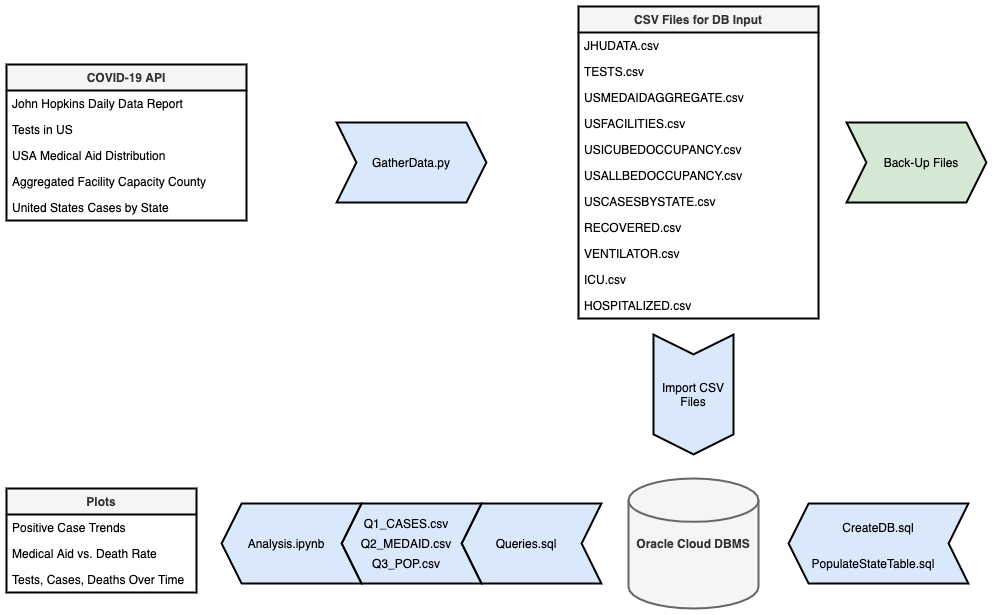 COVID-19 API
John Hopkins Daily Data Report
Tests in US
USA Medical Aid Distribution
Aggregated Facility Capacity County
United States Cases by State
GatherData.py
CSV Files for DB Input
JHUDATA.csv
TESTS.csv
USMEDAIDAGGREGATE.csv
USFACILITIES.csv
USICUBEDOCCUPANCY.csv
USALLBEDOCCUPANCY.csv
USCASESBYSTATE.csv
RECOVERED.csv
VENTILATOR.csv
ICU.csv
HOSPITALIZED.csv
Back-Up Files
Import CSV
Files
Plots
Positive Case Trends
Medical Aid vs. Death Rate
Tests, Cases, Deaths Over Time
Analysis.ipynb
Q1_CASES.csv
Q2_MEDAID.csv
Q3_POP.csv
Queries.sql
Oracle Cloud DBMS
CreateDB.sql
PopulateStateTable.sql